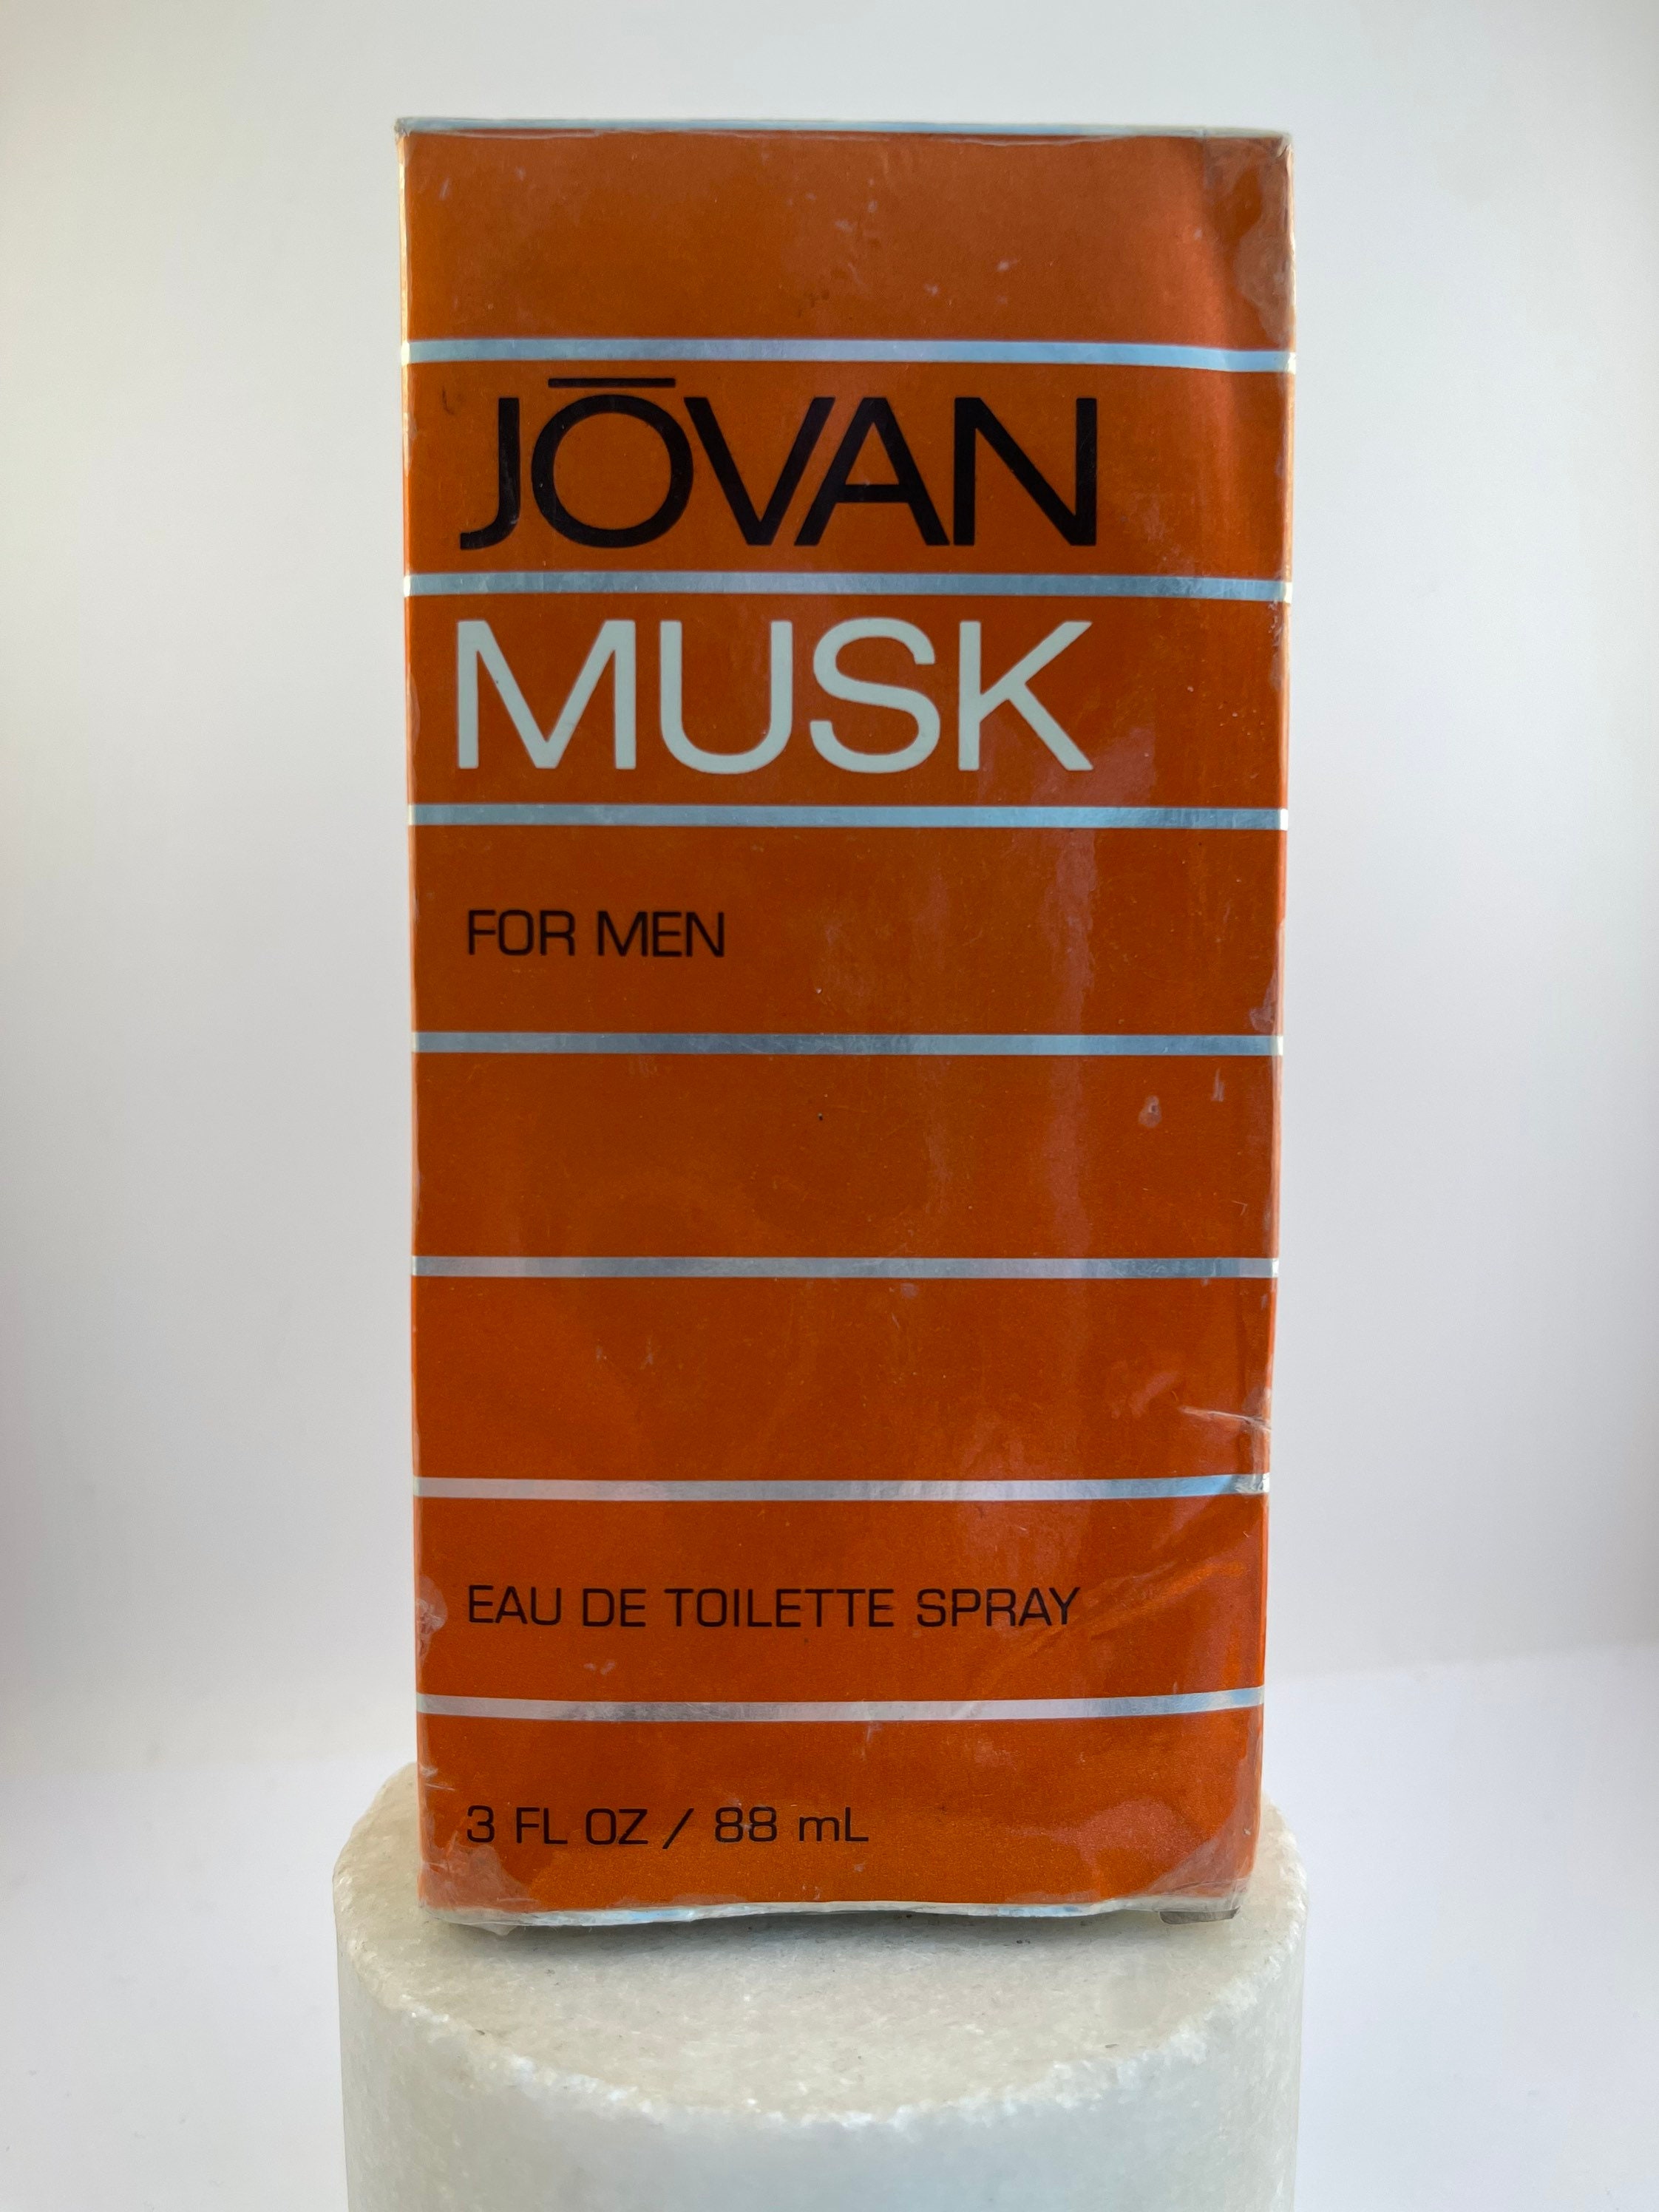 JŌVAN
MUSK
FOR MEN
EAU DE TOILETTE SPRAY
3 FL OZ / 88 mL